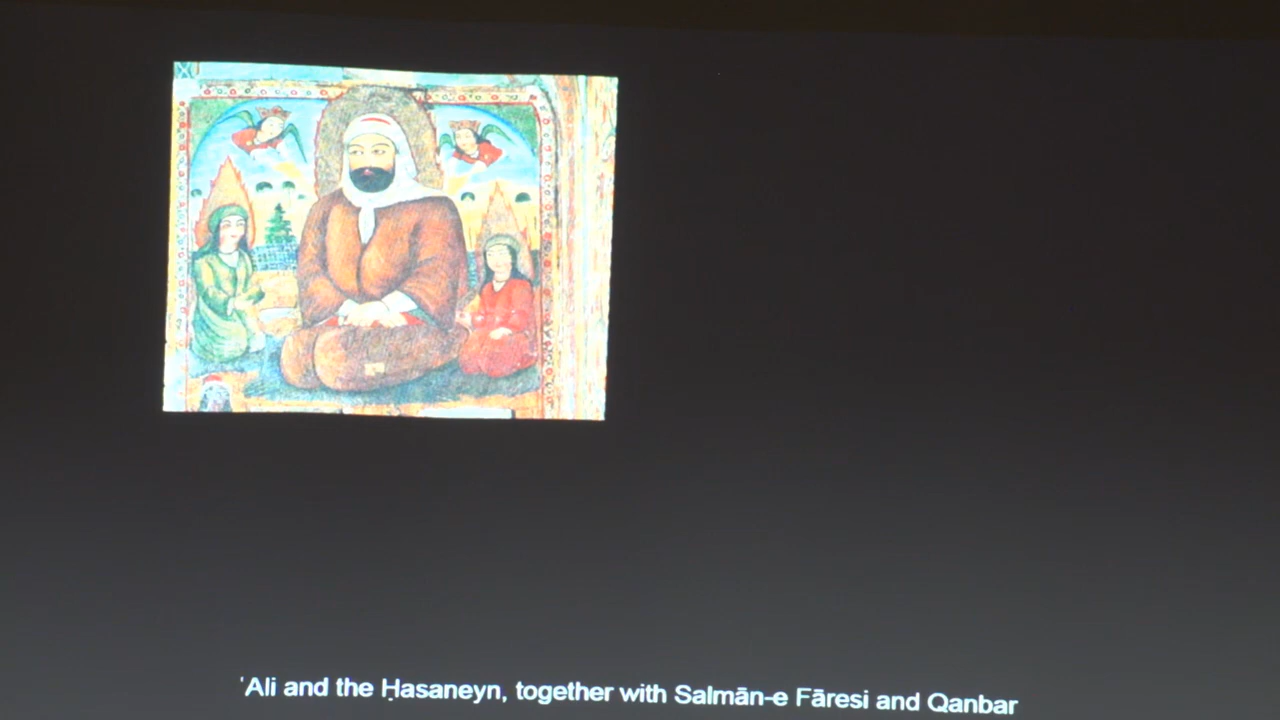 ʿAli and the Ḥasaneyn, together with Salmān-e Fāresi and Qanbar